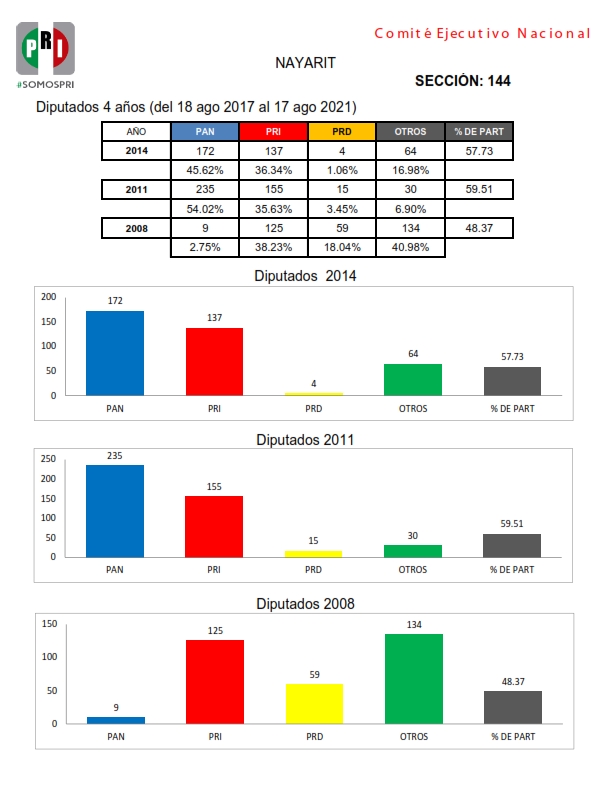 Comité Ejecutivo Nacional
PRI
#SOMOSPRI
NAYARIT
SECCIÓN: 144
Diputados 4 años (del 18 ago 2017 al 17 ago 2021)
AÑO PAN PRI PRD OTROS % DE PART
2014 172 137 4 64 57.73
45.62% 36.34% 1.06% 16.98%
2011 235 155 15 30 59.51
54.02% 35.63% 3.45% 6.90%
2008 9 125 59 134 48.37
2.75% 38.23% 18.04% 40.98%
Diputados 2014
200
150
100
50
0
172 137 4 64 57.73
PAN PRI PRD OTROS % DE PART
Diputados 2011
250
200
150
100
50
0
235 155 15 30 59.51
PAN PRI PRD OTROS % DE PART
Diputados 2008
150
100
50
0
9 125 59 134 48.37
PAN PRI PRD OTROS % DE PART